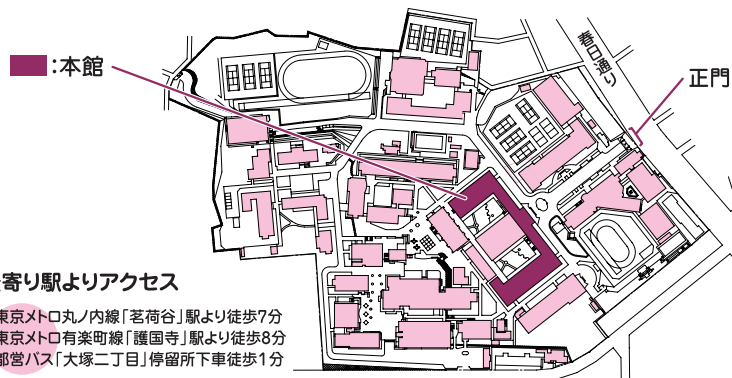 :本館
春日通り
正門
寄り駅よりアクセス
東京メトロ丸ノ内線「茗荷谷」駅より徒歩7分
東京メトロ有楽町線「護国寺」駅より徒歩8分
都営バス「大塚二丁目」停留所下車徒歩1分